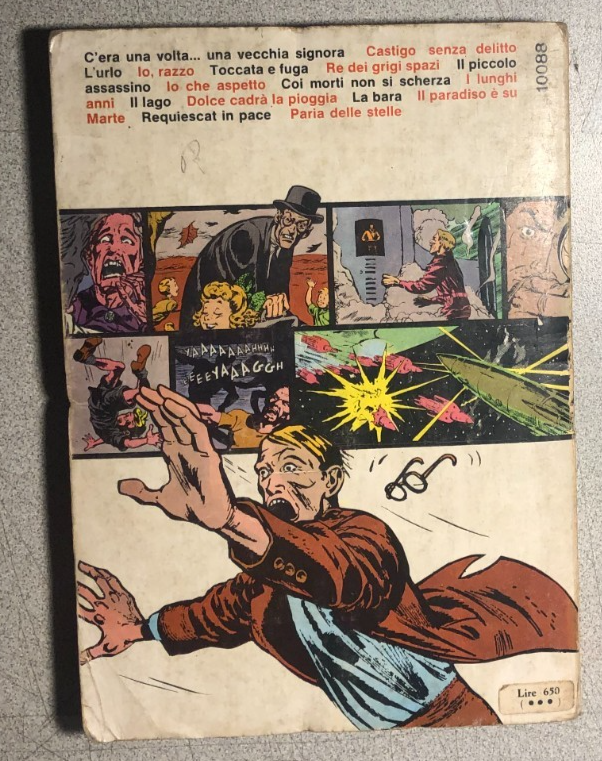 C'era una volta... una vecchia signora Castigo senza delitto
L'urlo Io, razzo Toccata e fuga Re dei grigi spazi Il piccolo
assassino Io che aspetto Coi morti non si scherza I lunghi
anni Il lago Dolce cadrà la pioggia La bara Il paradiso è su
Marte Requiescat in pace Paria delle stelle
10088
YAAAAAAAHHHH
EEEYAAAGGH
Lire 650
(•••)